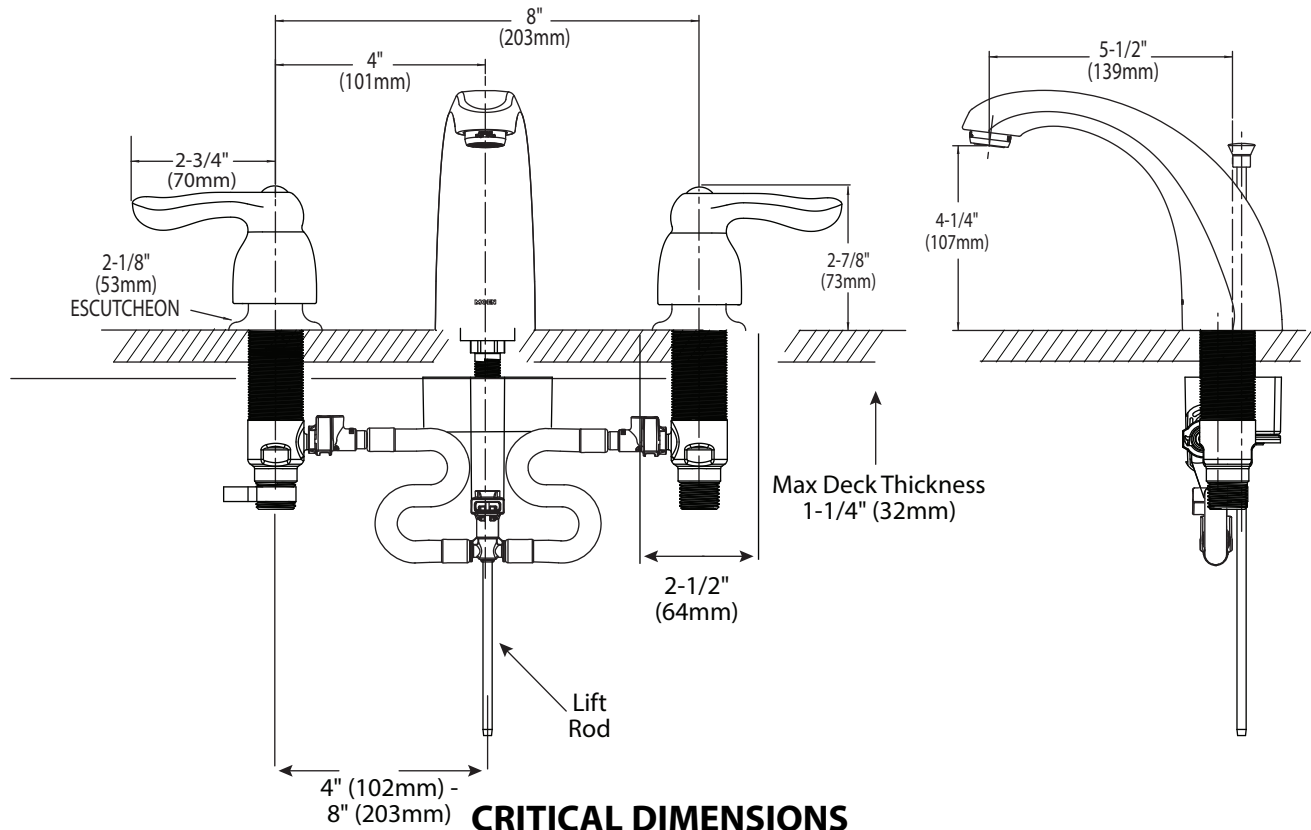 8"
(203mm)
4"
(101mm)
5-1/2"
(139mm)
2-3/4"
(70mm)
4-1/4"
(107mm)
2-1/8"
(53mm)
ESCUTCHEON
2-7/8"
(73mm)
MOEN
Max Deck Thickness
1-1/4" (32mm)
2-1/2"
(64mm)
Lift
Rod
4" (102mm) -
8" (203mm)
CRITICAL DIMENSIONS